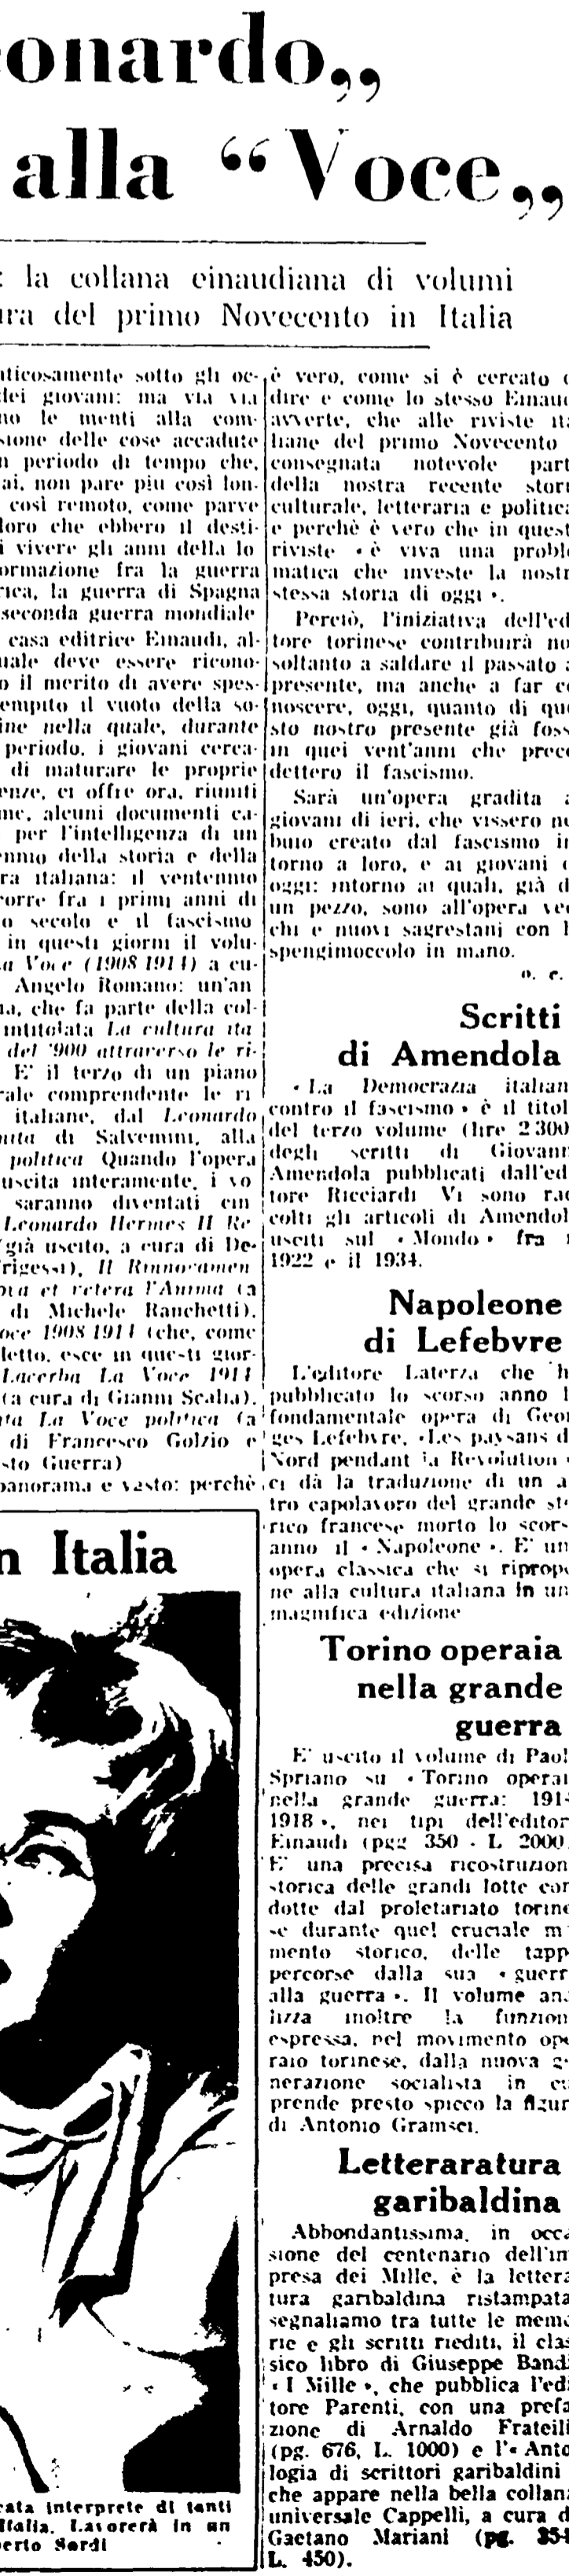 onardo„
alla “Voce„
: la collana einaudiana di volumi
ra del primo Novecento in Italia
aticosamente sotto gli oc-
dei giovani: ma via via
no le menti alla com-
sione delle cose accadute
n periodo di tempo che,
ai, non pare più così lon-
così remoto, come parve
loro che ebbero il desti-
i vivere gli anni della lo
ormazione fra la guerra
rica, la guerra di Spagna
seconda guerra mondiale
casa editrice Einaudi, al-
uale deve essere ricono-
o il merito di avere spes-
empito il vuoto della so-
ine nella quale, durante
periodo, i giovani cerca-
di maturare le proprie
enze, ci offre ora, riuniti
me, alcuni documenti ca-
per l'intelligenza di un
ennio della storia e della
ra italiana: il ventennio
corre fra i primi anni di
o secolo e il fascismo
in questi giorni il volu-
a Voce (1908 1914) a cu-
Angelo Romano: un'an
ia, che fa parte della col-
intitolata La cultura ita
del '900 attraverso le ri-
E' il terzo di un piano
rale comprendente le ri
italiane, dal Leonardo
nità di Salvemini, alla
politica Quando l'opera
uscita interamente, i vo
saranno diventati cin
Leonardo Hermes Il Re
(già uscito, a cura di De-
rigessi), Il Rinnovamen
ova et vetera l'Anima (a
di Michele Ranchetti).
oce 1908 1914 (che, come
detto, esce in questi gior-
Lacerba La Voce 1914
(a cura di Gianni Scalia).
ità La Voce politica (a
di Francesco Golzio e
sto Guerra)
panorama è vasto: perchè
è vero, come si è cercato d
dire e come lo stesso Einaud
avverte, che alle riviste ita
liane del primo Novecento
consegnata notevole part
della nostra recente stori
culturale, letteraria e politica
e perchè è vero che in quest
riviste « è viva una proble
matica che investe la nostr
stessa storia di oggi ».
Perciò, l'iniziativa dell'ed
tore torinese contribuirà no
soltanto a saldare il passato a
presente, ma anche a far co
noscere, oggi, quanto di que
sto nostro presente già foss
in quei vent'anni che prece
dettero il fascismo.
Sarà un'opera gradita a
giovani di ieri, che vissero ne
buio creato dal fascismo in
torno a loro, e ai giovani d
oggi: intorno ai quali, già d
un pezzo, sono all'opera vec
chi e nuovi sagrestani con l
spengimoccolo in mano.
o. c.
Scritti
di Amendola
« La Democrazia italian
contro il fascismo » è il titol
del terzo volume (lire 2 300)
degli scritti di Giovann
Amendola pubblicati dall'ed
tore Ricciardi Vi sono rac
colti gli articoli di Amendol
usciti sul « Mondo » fra i
1922 e il 1934.
Napoleone
di Lefebvre
L'editore Laterza che h
pubblicato lo scorso anno l
fondamentale opera di Geor
ges Lefebvre, «Les paysans d
Nord pendant la Revolution »
ci dà la traduzione di un a
tro capolavoro del grande sto
rico francese morto lo scors
anno il « Napoleone ». E' un
opera classica che si ripropo
ne alla cultura italiana in un
magnifica edizione
n Italia
Torino operaia
nella grande
guerra
E' uscito il volume di Paol
Spriano su « Torino operai
nella grande guerra: 1914
1918 », nei tipi dell'editor
Einaudi (pgg 350 - L 2000)
E' una precisa ricostruzion
storica delle grandi lotte con
dotte dal proletariato torine
se durante quel cruciale m
mento storico, delle tapp
percorse dalla sua « guerr
alla guerra ». Il volume ana
lizza inoltre la funzion
espressa, nel movimento ope
raio torinese, dalla nuova g
nerazione socialista in cu
prende presto spicco la figur
di Antonio Gramsci.
Letteraratura
garibaldina
Abbondantissima, in occa
sione del centenario dell'im
presa dei Mille, è la lettera
tura garibaldina ristampata
segnaliamo tra tutte le memo
rie e gli scritti riediti, il clas
sico libro di Giuseppe Bandi
« I Mille », che pubblica l'edi
tore Parenti, con una prefa
zione di Arnaldo Frateili
(pg. 676, L. 1000) e l'« Anto
logia di scrittori garibaldini
che appare nella bella collana
universale Cappelli, a cura d
Gaetano Mariani (pg. 354
L. 450).
cata interprete di tanti
Italia. Lavorerà in un
berto Sordi